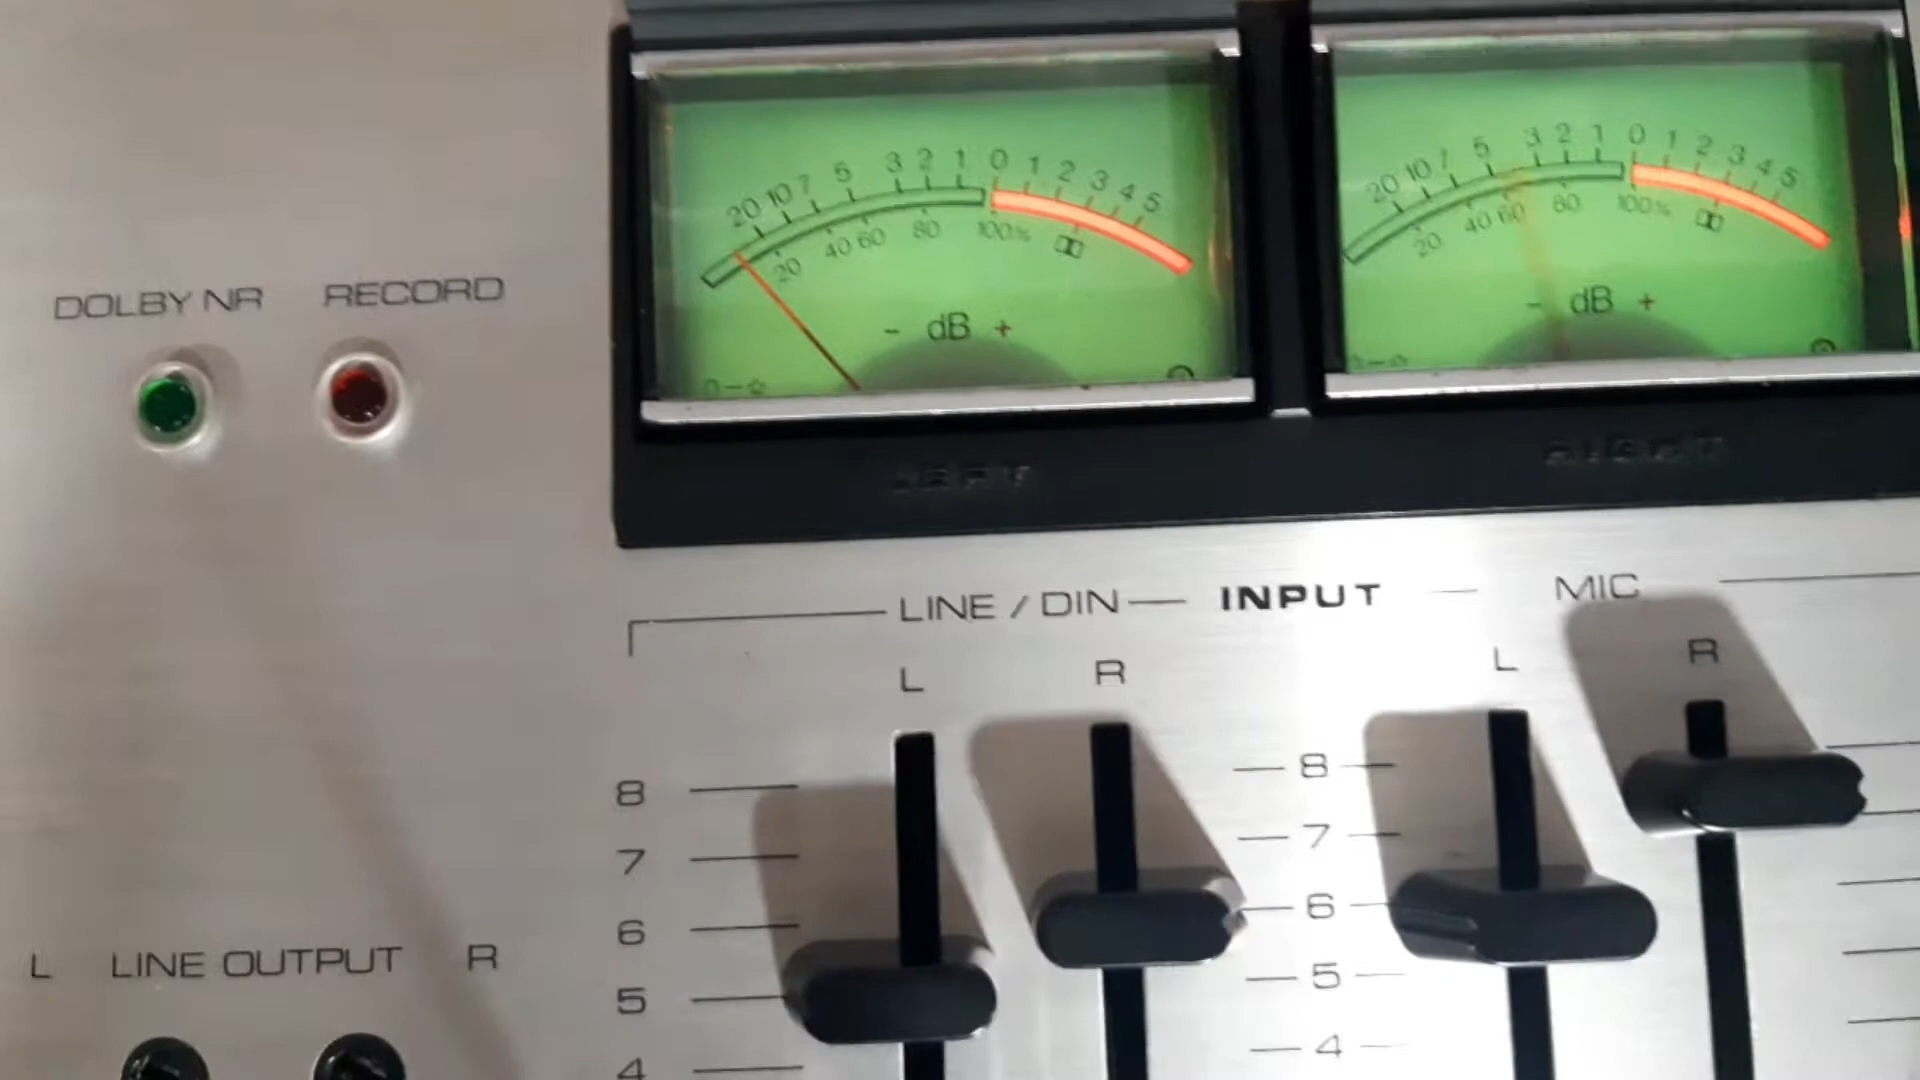 20 10 7 5 3 2 1 0 1 2 3 4 5
20 40 60 80 100%
- dB +
20 10 7 5 3 2 1 0 1 2 3 4 5
20 40 60 80 100%
- dB +
DOLBY NR RECORD
LEFT RIGHT
LINE / DIN INPUT MIC
L R L R
8 8
7 7
6 6
5 5
4 4
L LINE OUTPUT R